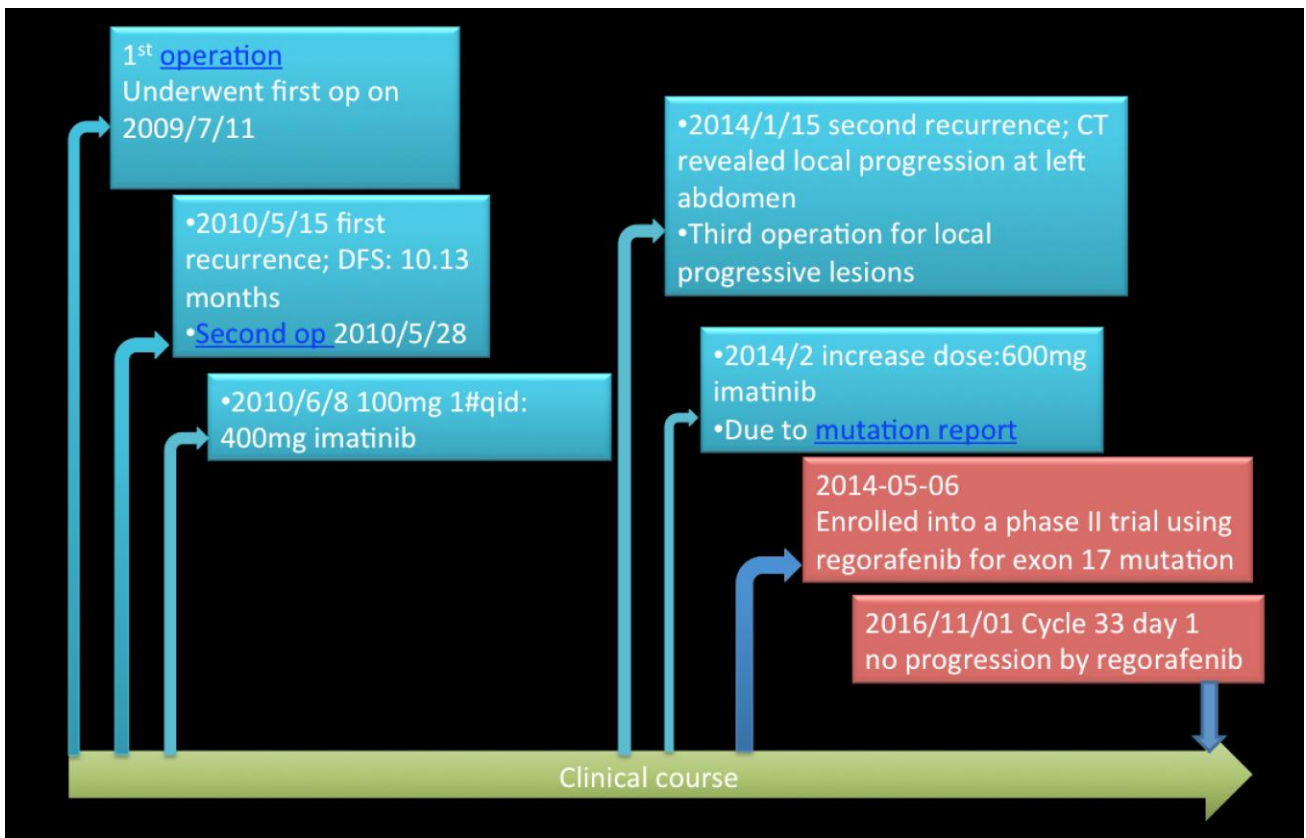 1st operation
Underwent first op on
2009/7/11
•2010/5/15 first
recurrence; DFS: 10.13
months
•Second op 2010/5/28
•2010/6/8 100mg 1#qid:
400mg imatinib
•2014/1/15 second recurrence; CT
revealed local progression at left
abdomen
•Third operation for local
progressive lesions
•2014/2 increase dose:600mg
imatinib
•Due to mutation report
2014-05-06
Enrolled into a phase II trial using
regorafenib for exon 17 mutation
2016/11/01 Cycle 33 day 1
no progression by regorafenib
Clinical course